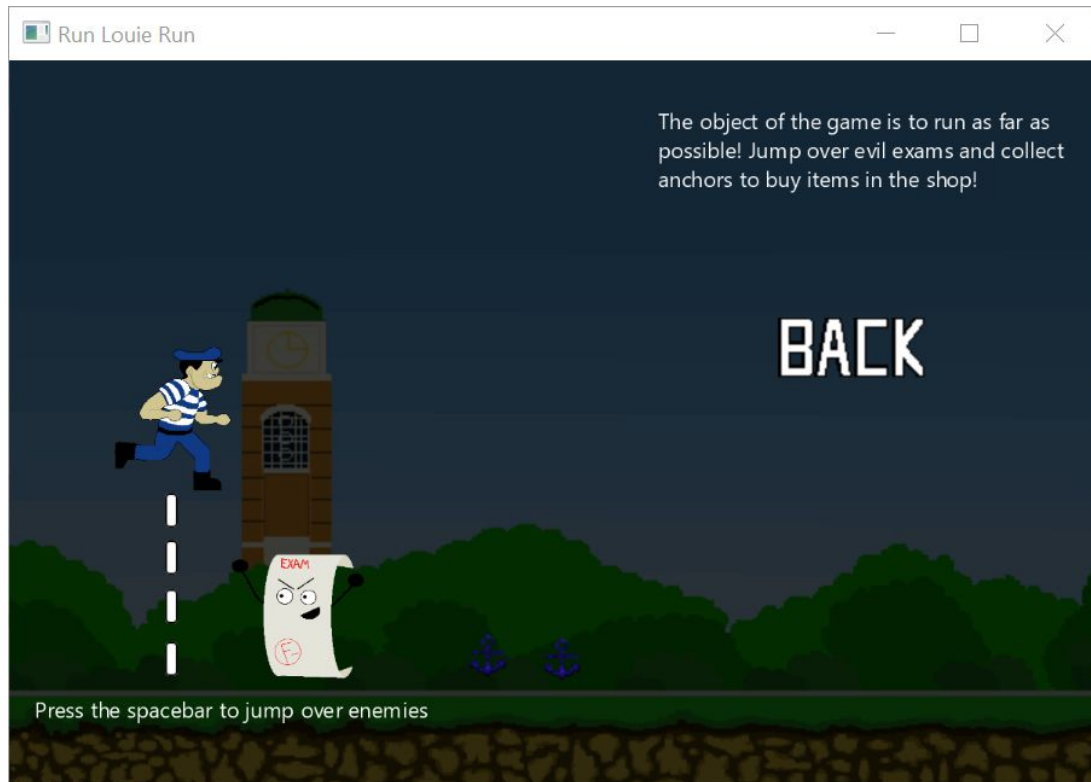 Run Louie Run
The object of the game is to run as far as
possible! Jump over evil exams and collect
anchors to buy items in the shop!
BACK
EXAM
F-
Press the spacebar to jump over enemies